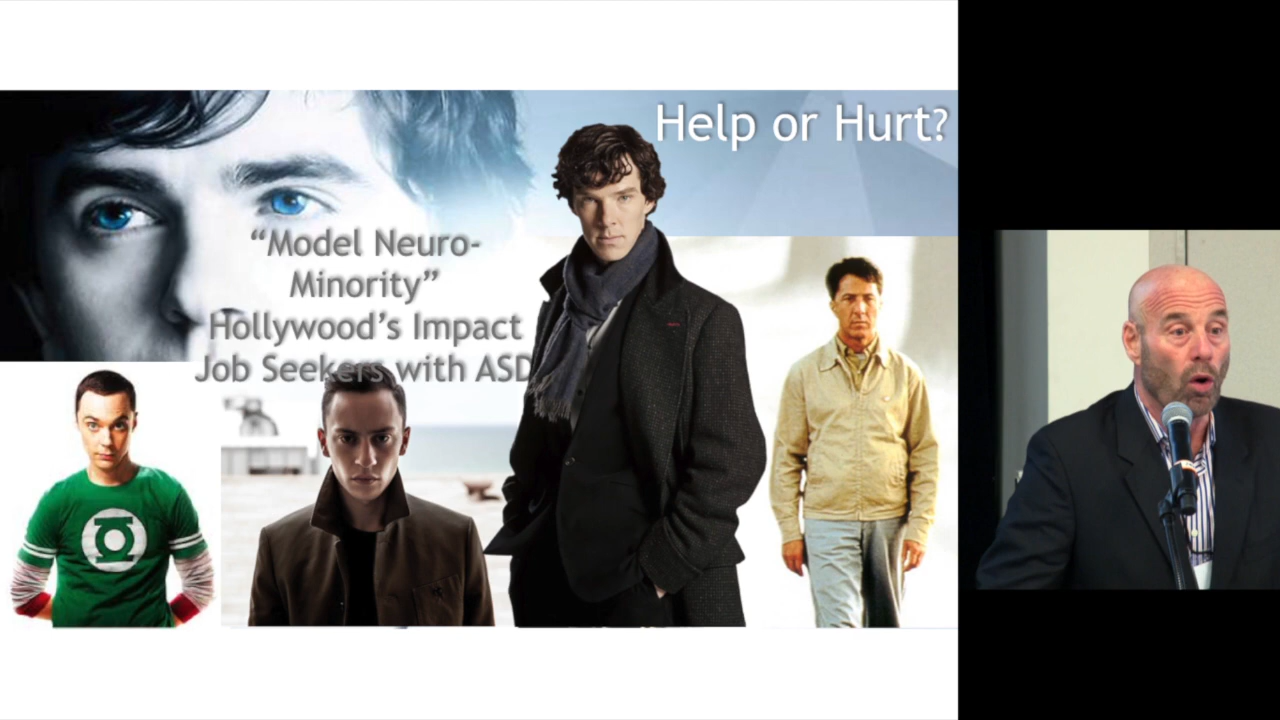 Help or Hurt?
“Model Neuro-
Minority”
Hollywood’s Impact
Job Seekers with ASD